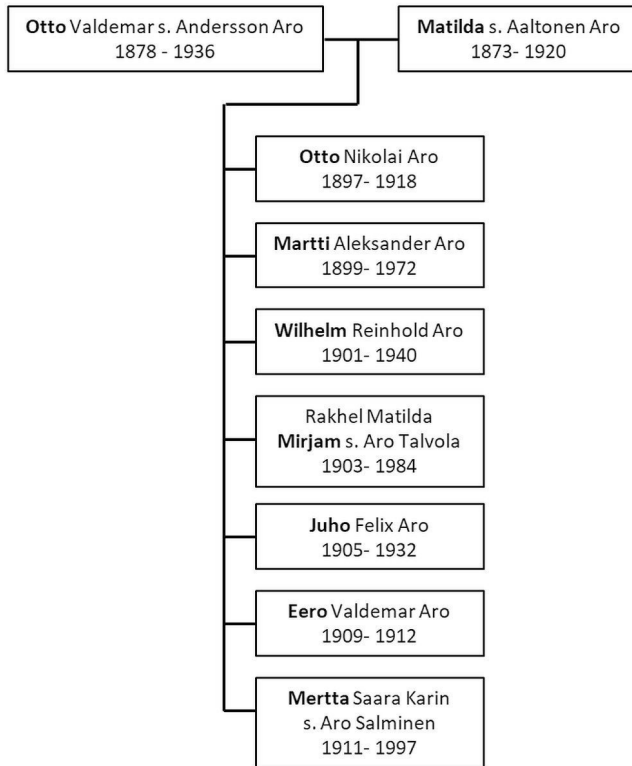 Otto Valdemar s. Andersson Aro
1878 - 1936
Matilda s. Aaltonen Aro
1873- 1920
Otto Nikolai Aro
1897- 1918
Martti Aleksander Aro
1899- 1972
Wilhelm Reinhold Aro
1901- 1940
Rakhel Matilda
Mirjam s. Aro Talvola
1903- 1984
Juho Felix Aro
1905- 1932
Eero Valdemar Aro
1909- 1912
Mertta Saara Karin
s. Aro Salminen
1911- 1997